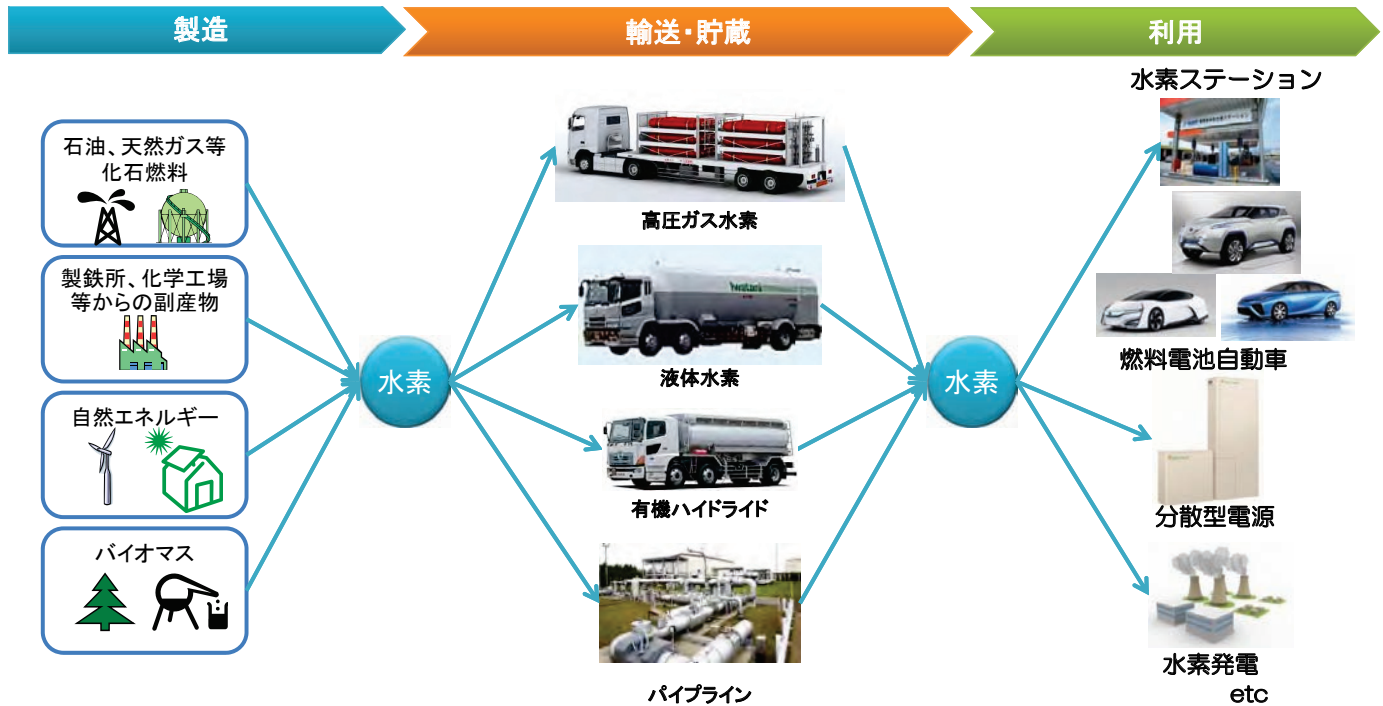 製造
輸送・貯蔵
利用
石油、天然ガス等
化石燃料
製鉄所、化学工場
等からの副産物
自然エネルギー
バイオマス
水素
高圧ガス水素
Iwatani
液体水素
有機ハイドライド
パイプライン
水素
水素ステーション
燃料電池自動車
分散型電源
水素発電
etc